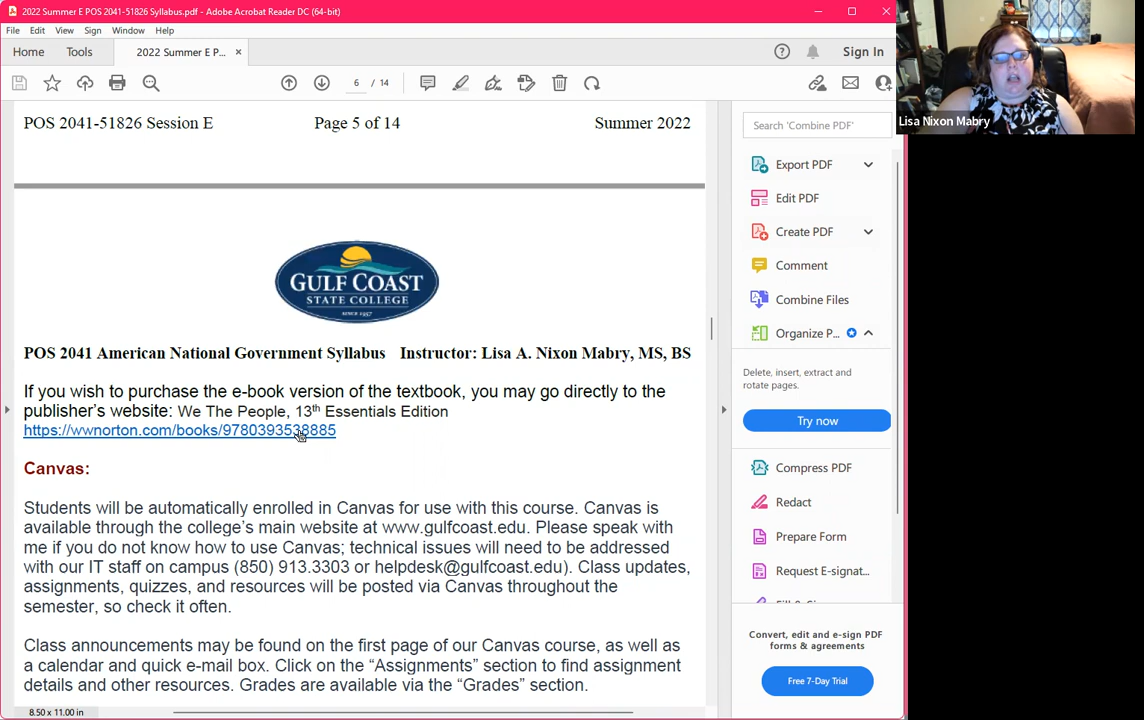 2022 Summer E POS 2041-51826 Syllabus.pdf - Adobe Acrobat Reader DC (64-bit)
File Edit View Sign Window Help
Home Tools 2022 Summer E P... × Sign In
6 / 14
Lisa Nixon Mabry
POS 2041-51826 Session E Page 5 of 14 Summer 2022
GULF COAST
STATE COLLEGE
SINCE 1957
POS 2041 American National Government Syllabus Instructor: Lisa A. Nixon Mabry, MS, BS
If you wish to purchase the e-book version of the textbook, you may go directly to the
publisher's website: We The People, 13th Essentials Edition
https://wwnorton.com/books/9780393538885
Canvas:
Students will be automatically enrolled in Canvas for use with this course. Canvas is
available through the college's main website at www.gulfcoast.edu. Please speak with
me if you do not know how to use Canvas; technical issues will need to be addressed
with our IT staff on campus (850) 913.3303 or helpdesk@gulfcoast.edu). Class updates,
assignments, quizzes, and resources will be posted via Canvas throughout the
semester, so check it often.
Class announcements may be found on the first page of our Canvas course, as well as
a calendar and quick e-mail box. Click on the “Assignments” section to find assignment
details and other resources. Grades are available via the “Grades” section.
8.50 x 11.00 in
Search 'Combine PDF'
Export PDF
Edit PDF
Create PDF
Comment
Combine Files
Organize P...
Delete, insert, extract and
rotate pages.
Try now
Compress PDF
Redact
Prepare Form
Request E-signat...
Convert, edit and e-sign PDF
forms & agreements
Free 7-Day Trial